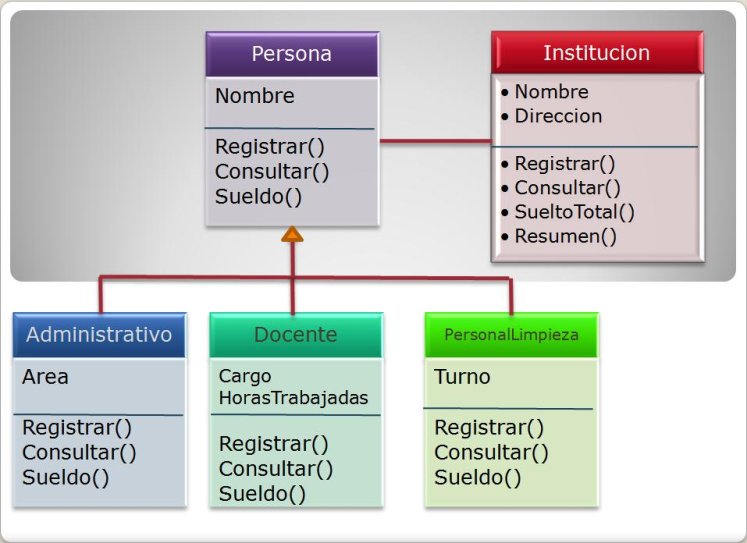 Persona
Nombre
Registrar()
Consultar()
Sueldo()
Institucion
• Nombre
• Direccion
• Registrar()
• Consultar()
• SueltoTotal()
• Resumen()
Administrativo
Area
Registrar()
Consultar()
Sueldo()
Docente
Cargo
HorasTrabajadas
Registrar()
Consultar()
Sueldo()
PersonalLimpieza
Turno
Registrar()
Consultar()
Sueldo()